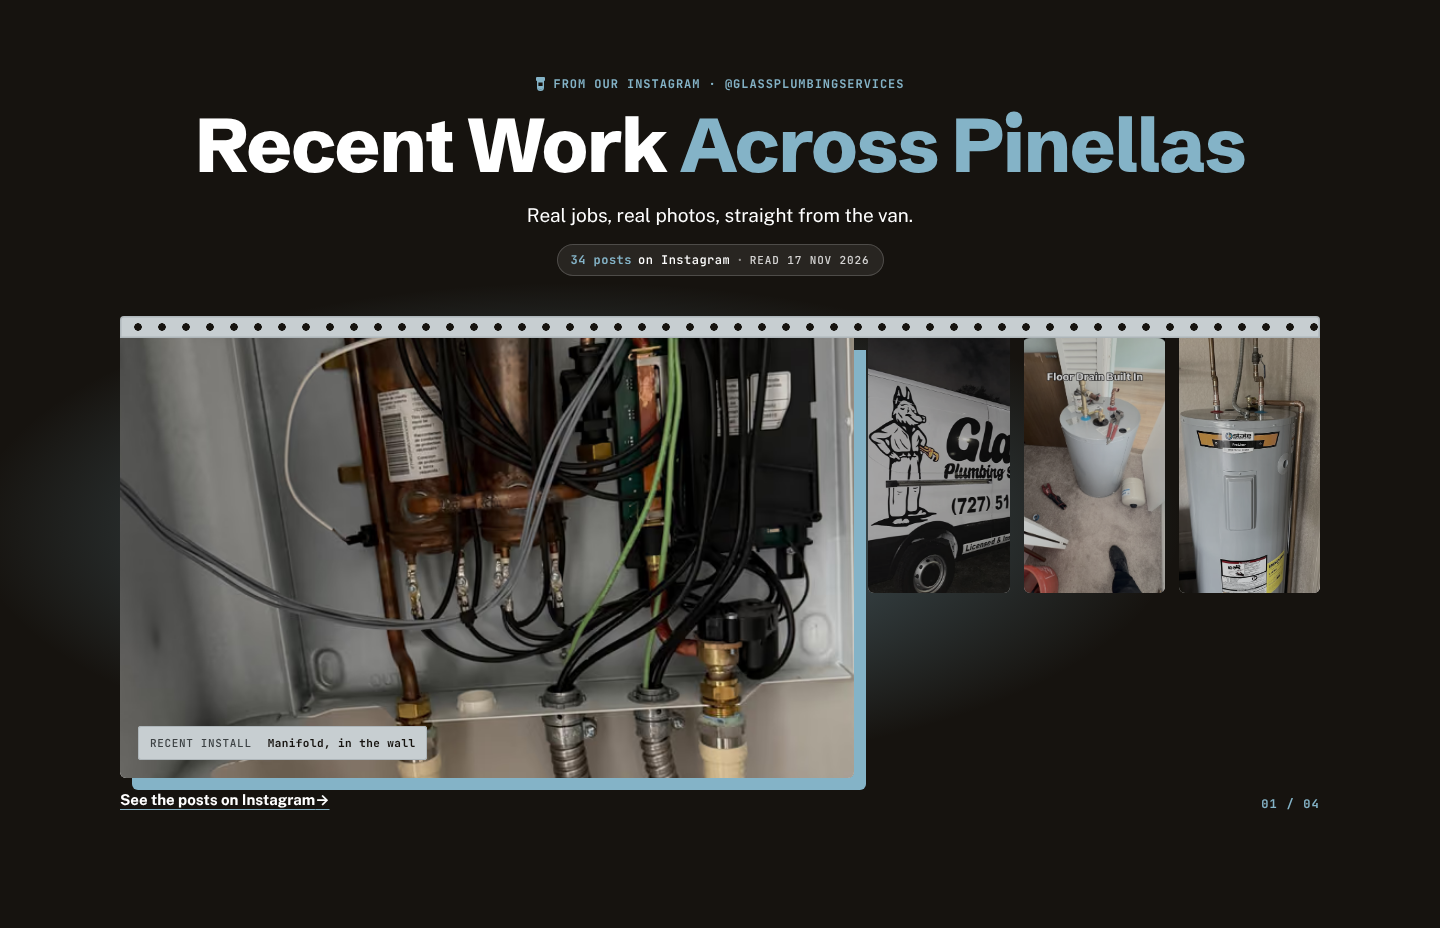 FROM OUR INSTAGRAM · @GLASSPLUMBINGSERVICES
Recent Work Across Pinellas
Real jobs, real photos, straight from the van.
34 posts on Instagram · READ 17 NOV 2026
Gla
Plumbing
(727) 51
Licensed &
Floor Drain Built In
state
RECENT INSTALL Manifold, in the wall
See the posts on Instagram→
01 / 04